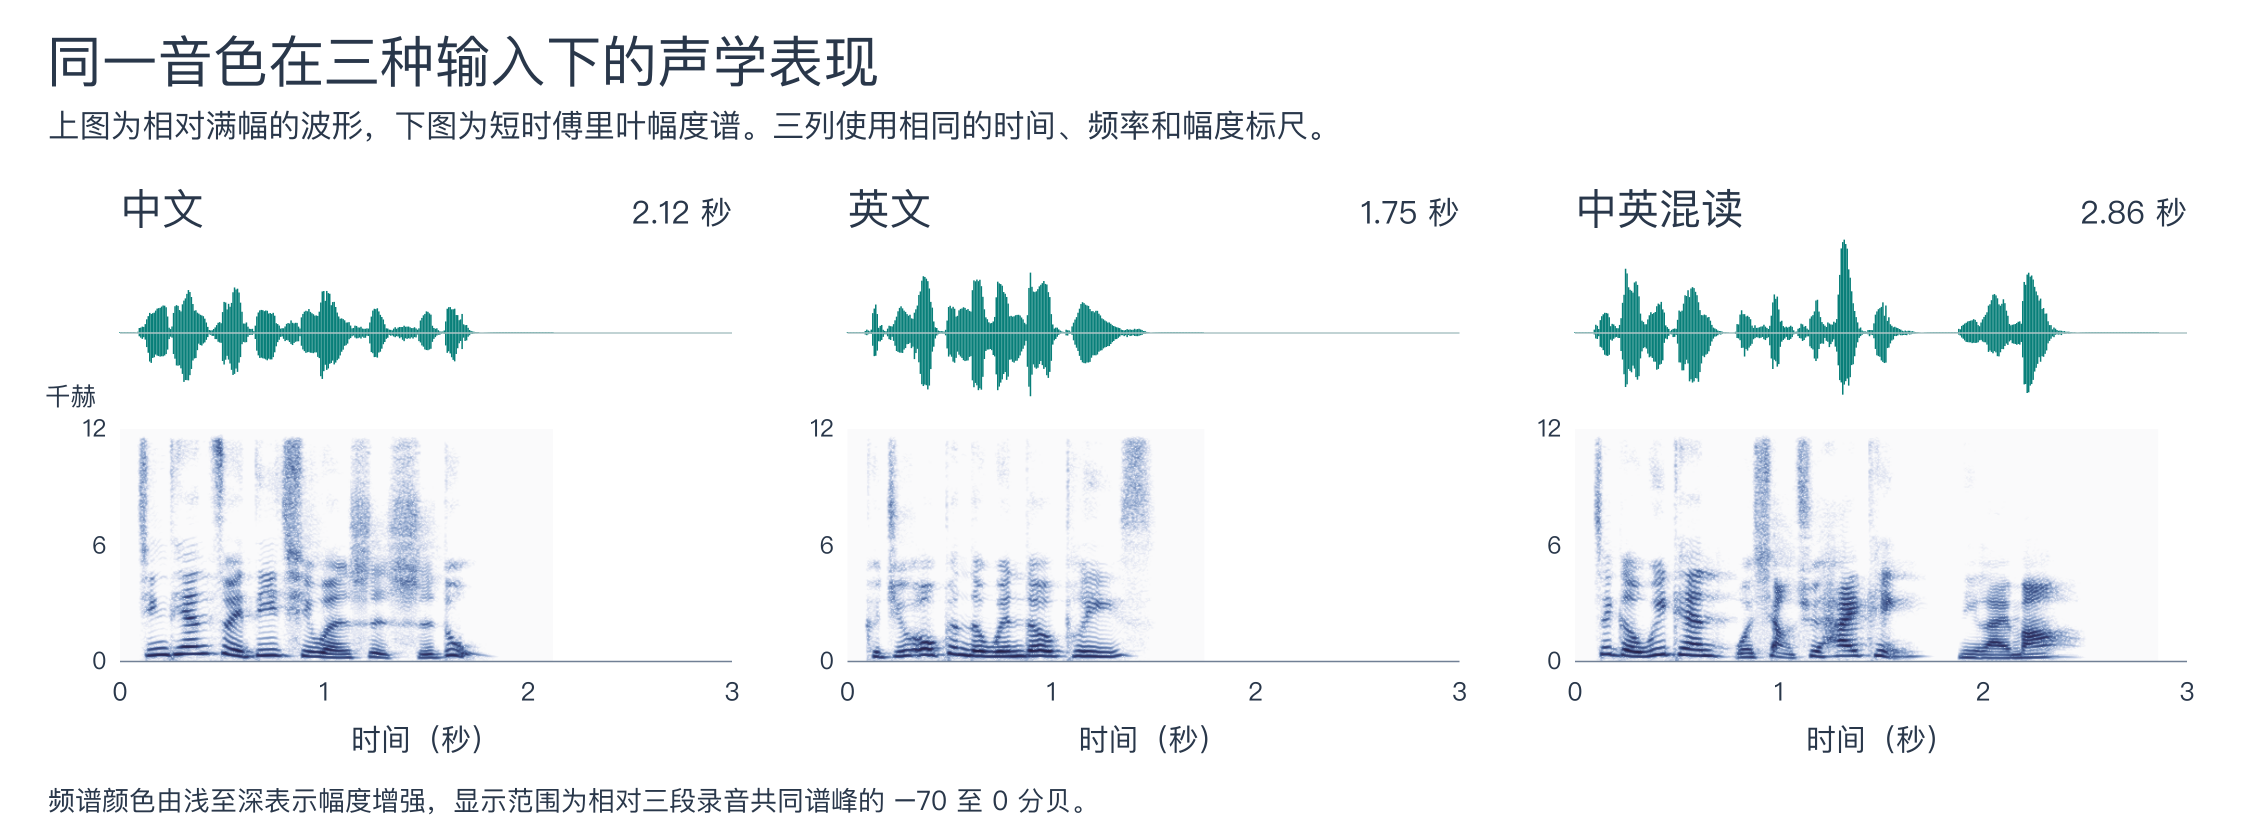 同一音色在三种输入下的声学表现
上图为相对满幅的波形，下图为短时傅里叶幅度谱。三列使用相同的时间、频率和幅度标尺。
中文 2.12 秒
英文 1.75 秒
中英混读 2.86 秒
千赫
12
6
0
0 1 2 3
时间（秒）
12
6
0
0 1 2 3
时间（秒）
12
6
0
0 1 2 3
时间（秒）
频谱颜色由浅至深表示幅度增强，显示范围为相对三段录音共同谱峰的 −70 至 0 分贝。